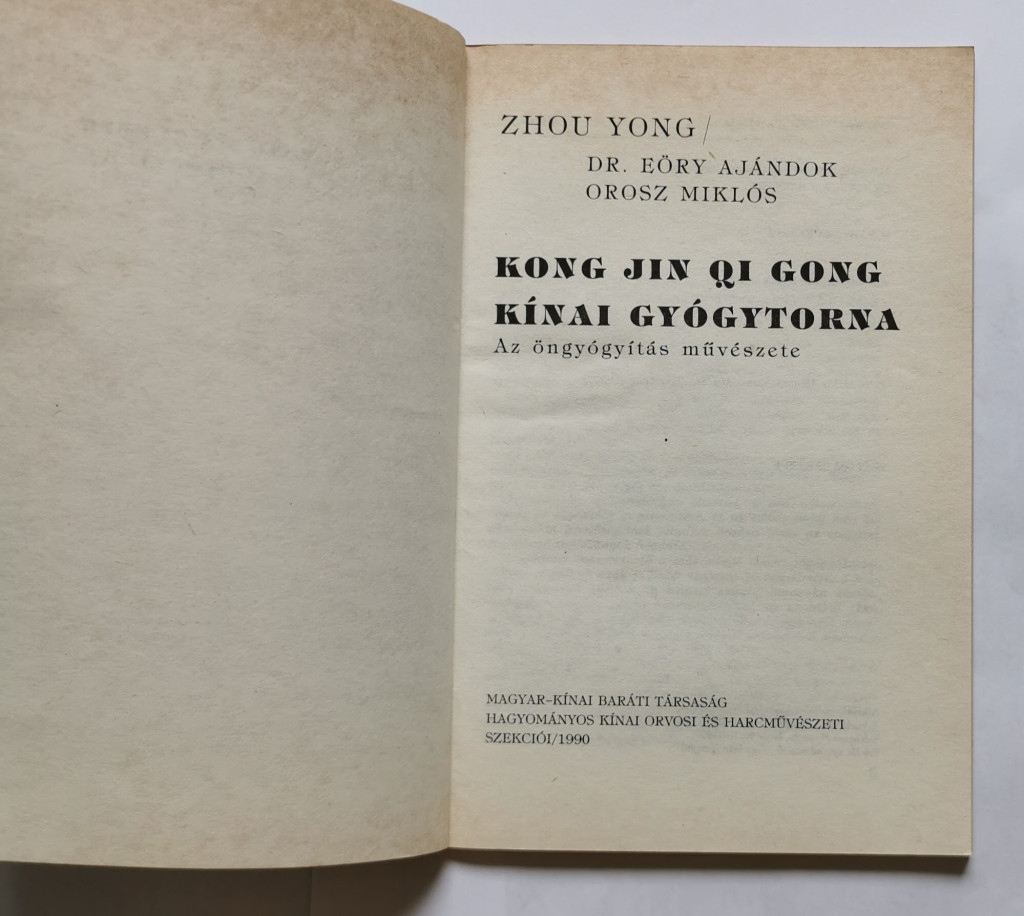 ZHOU YONG/
DR. EÖRY AJÁNDOK
OROSZ MIKLÓS
KONG JIN QI GONG
KÍNAI GYÓGYTORNA
Az öngyógyítás művészete
MAGYAR–KÍNAI BARÁTI TÁRSASÁG
HAGYOMÁNYOS KÍNAI ORVOSI ÉS HARCMŰVÉSZETI
SZEKCIÓI/1990